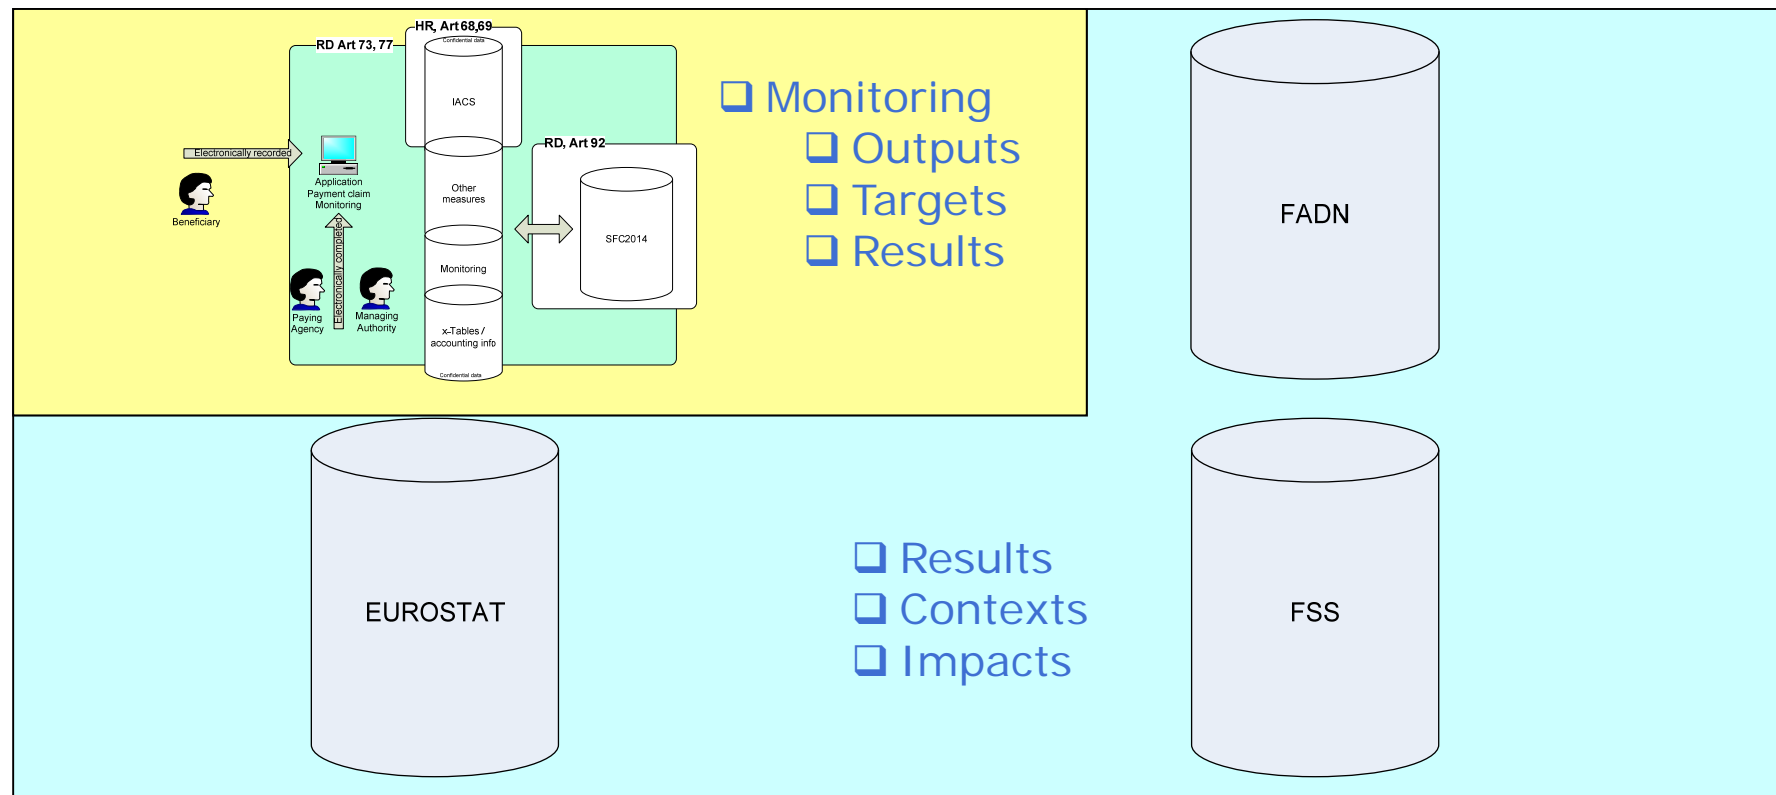 HR, Art 68,69
Confidential data
RD Art 73, 77
IACS
Monitoring
Outputs
Targets
Results
RD, Art 92
Electronically recorded
Application
Payment claim
Monitoring
Beneficiary
Other
measures
SFC2014
FADN
Electronically completed
Monitoring
Paying
Agency
Managing
Authority
x-Tables /
accounting info
Confidential data
EUROSTAT
Results
Contexts
Impacts
FSS